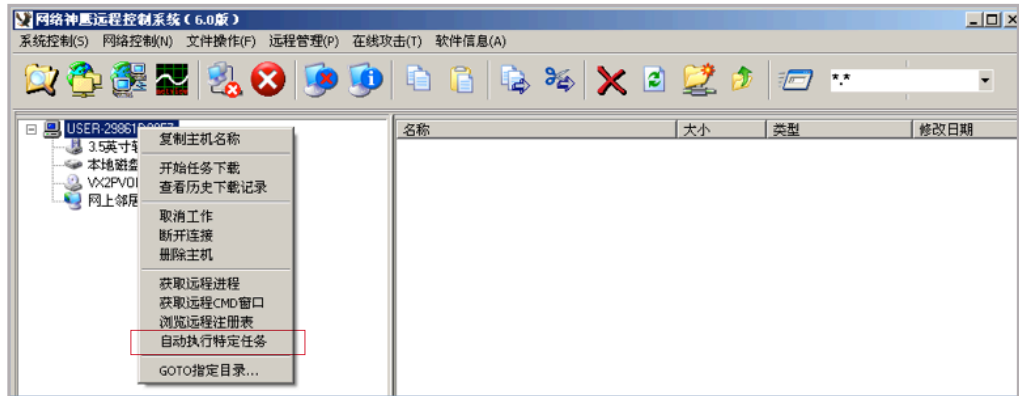 网络神鹰远程控制系统(6.0版)
系统控制(S) 网络控制(N) 文件操作(F) 远程管理(P) 在线攻击(T) 软件信息(A)
*.*
名称 大小 类型 修改日期
USER-29861
3.5英寸软
本地磁盘
VX2PVOI
网上邻居
复制主机名称
开始任务下载
查看历史下载记录
取消工作
断开连接
删除主机
获取远程进程
获取远程CMD窗口
浏览远程注册表
自动执行特定任务
GOTO指定目录...